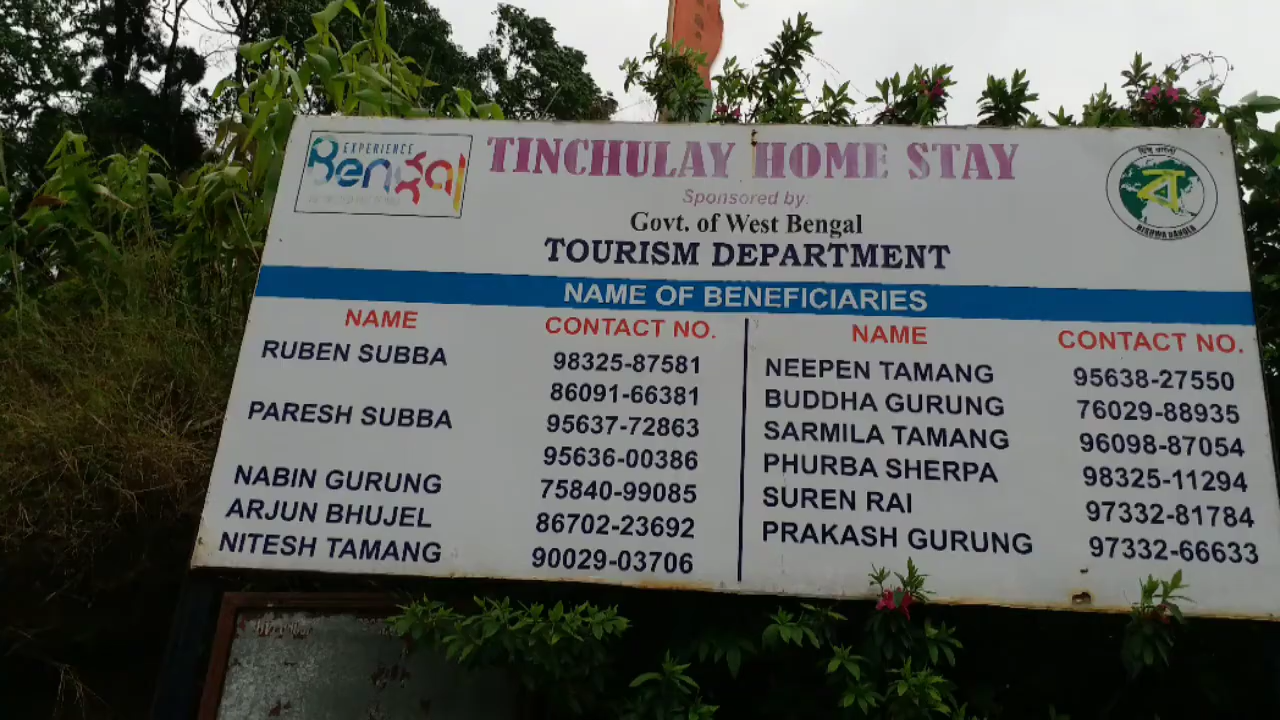 EXPERIENCE
Bengal
TINCHULAY HOME STAY
Sponsored by:
Govt. of West Bengal
TOURISM DEPARTMENT
BISHWA BANGLA
NAME OF BENEFICIARIES
NAME CONTACT NO.
RUBEN SUBBA 98325-87581
86091-66381
PARESH SUBBA 95637-72863
95636-00386
NABIN GURUNG 75840-99085
ARJUN BHUJEL 86702-23692
NITESH TAMANG 90029-03706
NAME CONTACT NO.
NEEPEN TAMANG 95638-27550
BUDDHA GURUNG 76029-88935
SARMILA TAMANG 96098-87054
PHURBA SHERPA 98325-11294
SUREN RAI 97332-81784
PRAKASH GURUNG 97332-66633